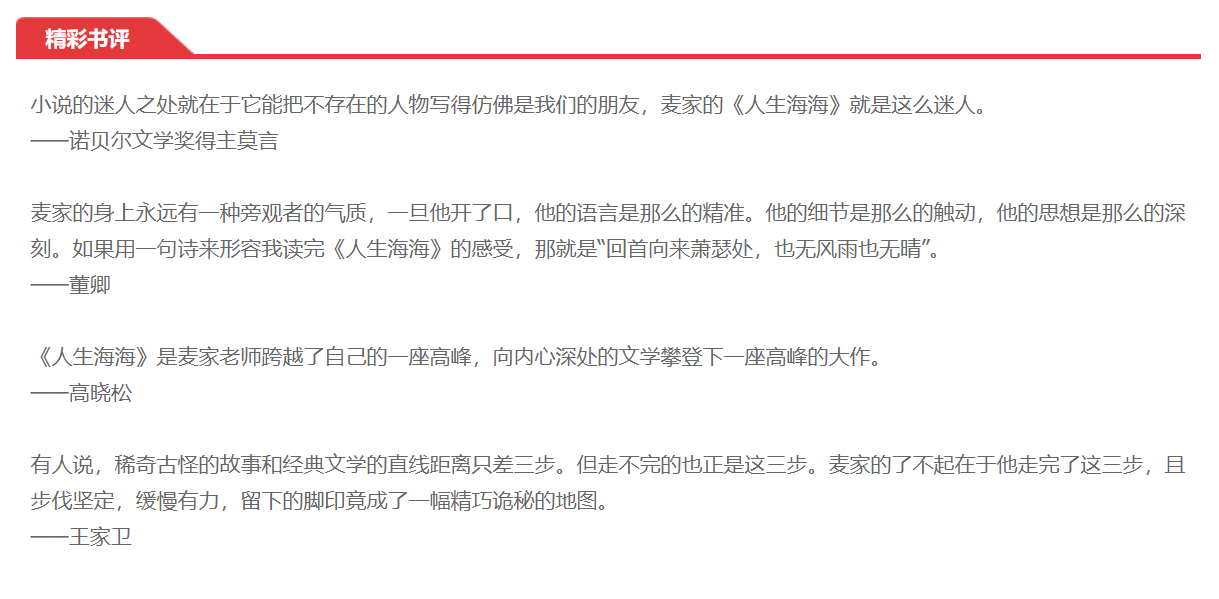 精彩书评
小说的迷人之处就在于它能把不存在的人物写得仿佛是我们的朋友，麦家的《人生海海》就是这么迷人。
——诺贝尔文学奖得主莫言
麦家的身上永远有一种旁观者的气质，一旦他开了口，他的语言是那么的精准。他的细节是那么的触动，他的思想是那么的深
刻。如果用一句诗来形容我读完《人生海海》的感受，那就是“回首向来萧瑟处，也无风雨也无晴”。
——董卿
《人生海海》是麦家老师跨越了自己的一座高峰，向内心深处的文学攀登下一座高峰的大作。
——高晓松
有人说，稀奇古怪的故事和经典文学的直线距离只差三步。但走不完的也正是这三步。麦家的了不起在于他走完了这三步，且
步伐坚定，缓慢有力，留下的脚印竟成了一幅精巧诡秘的地图。
——王家卫